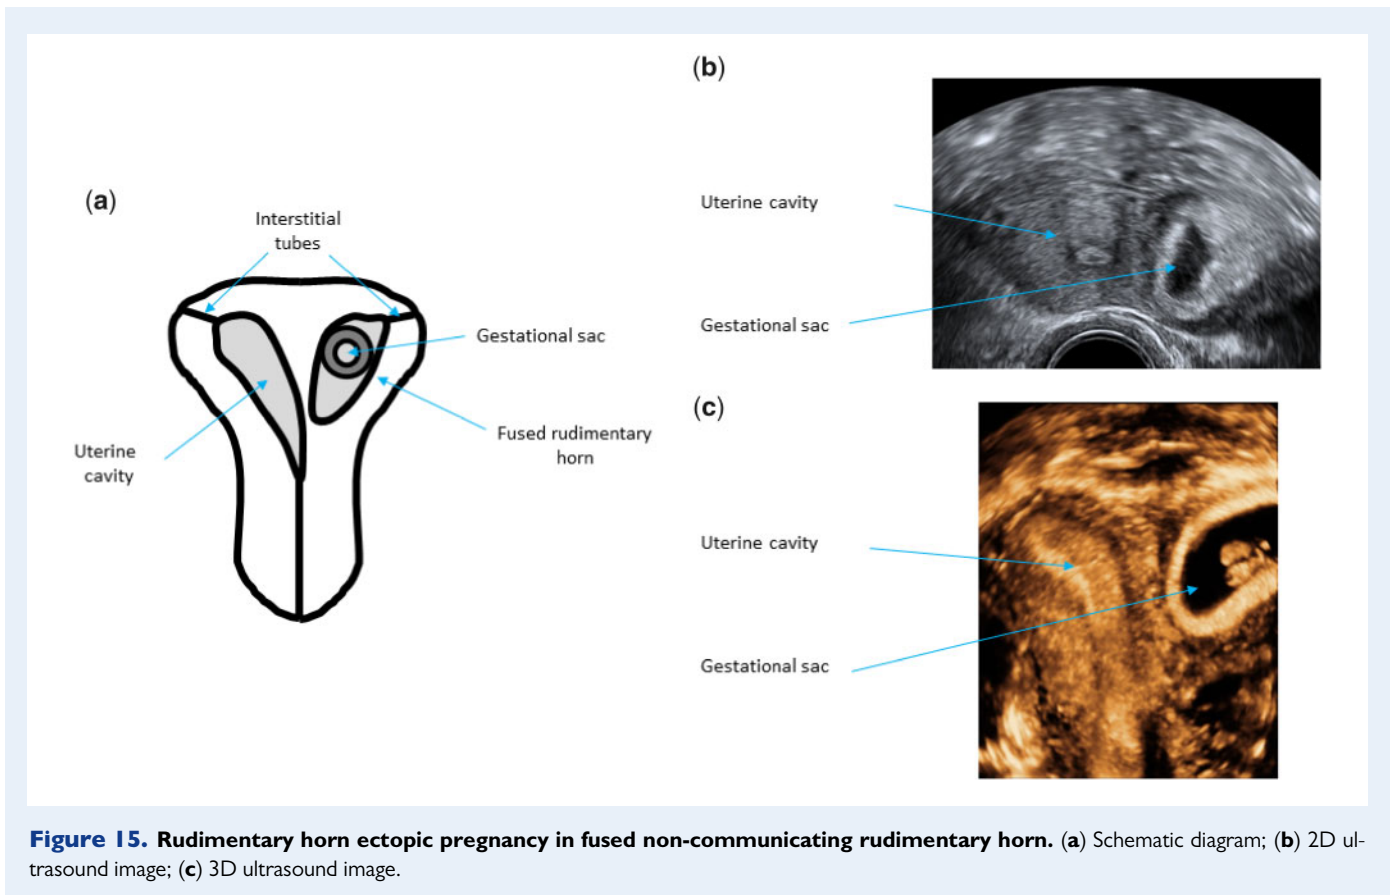 (a)
Interstitial
tubes
Gestational sac
Fused rudimentary
horn
Uterine
cavity
(b)
Uterine cavity
Gestational sac
(c)
Uterine cavity
Gestational sac
Figure 15. Rudimentary horn ectopic pregnancy in fused non-communicating rudimentary horn. (a) Schematic diagram; (b) 2D ul-
trasound image; (c) 3D ultrasound image.